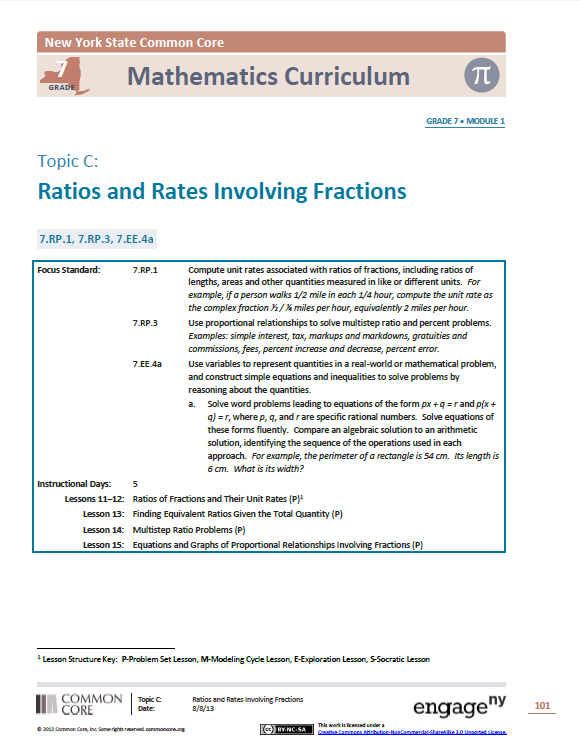 New York State Common Core
7
GRADE
Mathematics Curriculum
π
GRADE 7 • MODULE 1
Topic C:
Ratios and Rates Involving Fractions
7.RP.1, 7.RP.3, 7.EE.4a
Focus Standard: 7.RP.1 Compute unit rates associated with ratios of fractions, including ratios of
lengths, areas and other quantities measured in like or different units. For
example, if a person walks 1/2 mile in each 1/4 hour, compute the unit rate as
the complex fraction ½ / ¼ miles per hour, equivalently 2 miles per hour.
7.RP.3 Use proportional relationships to solve multistep ratio and percent problems.
Examples: simple interest, tax, markups and markdowns, gratuities and
commissions, fees, percent increase and decrease, percent error.
7.EE.4a Use variables to represent quantities in a real-world or mathematical problem,
and construct simple equations and inequalities to solve problems by
reasoning about the quantities.
a. Solve word problems leading to equations of the form px + q = r and p(x +
q) = r, where p, q, and r are specific rational numbers. Solve equations of
these forms fluently. Compare an algebraic solution to an arithmetic
solution, identifying the sequence of the operations used in each
approach. For example, the perimeter of a rectangle is 54 cm. Its length is
6 cm. What is its width?
Instructional Days: 5
Lessons 11–12: Ratios of Fractions and Their Unit Rates (P)¹
Lesson 13: Finding Equivalent Ratios Given the Total Quantity (P)
Lesson 14: Multistep Ratio Problems (P)
Lesson 15: Equations and Graphs of Proportional Relationships Involving Fractions (P)
¹ Lesson Structure Key: P-Problem Set Lesson, M-Modeling Cycle Lesson, E-Exploration Lesson, S-Socratic Lesson
COMMON
CORE
Topic C: Ratios and Rates Involving Fractions
Date: 8/8/13
engage ny
101
© 2013 Common Core, Inc. Some rights reserved. commoncore.org
cc BY-NC-SA
This work is licensed under a
Creative Commons Attribution-NonCommercial-ShareAlike 3.0 Unported License.